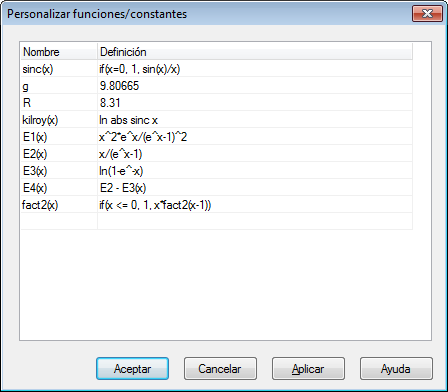 Personalizar funciones/constantes
Nombre Definición
sinc(x) if(x=0, 1, sin(x)/x)
g 9.80665
R 8.31
kilroy(x) ln abs sinc x
E1(x) x^2*e^x/(e^x-1)^2
E2(x) x/(e^x-1)
E3(x) ln(1-e^-x)
E4(x) E2 - E3(x)
fact2(x) if(x <= 0, 1, x*fact2(x-1))
Aceptar Cancelar Aplicar Ayuda